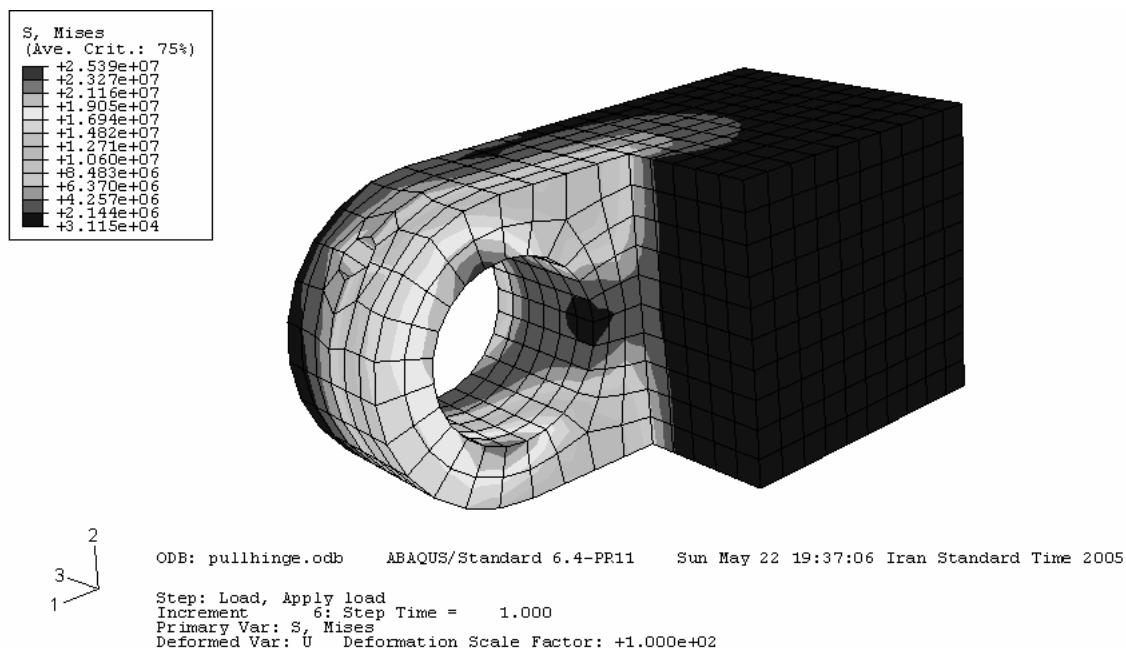 S, Mises
(Ave. Crit.: 75%)
+2.539e+07
+2.327e+07
+2.116e+07
+1.905e+07
+1.694e+07
+1.482e+07
+1.271e+07
+1.060e+07
+8.483e+06
+6.370e+06
+4.257e+06
+2.144e+06
+3.115e+04
2
3
1
ODB: pullhinge.odb ABAQUS/Standard 6.4-PR11 Sun May 22 19:37:06 Iran Standard Time 2005
Step: Load, Apply load
Increment 6: Step Time = 1.000
Primary Var: S, Mises
Deformed Var: U Deformation Scale Factor: +1.000e+02